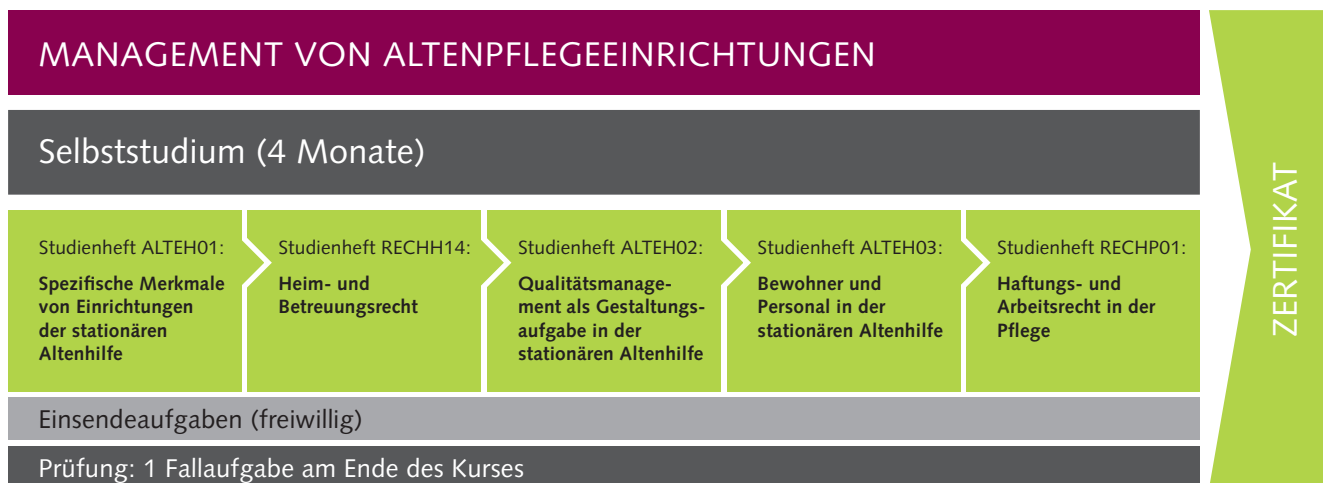 MANAGEMENT VON ALTENPFLEGEEINRICHTUNGEN
Selbststudium (4 Monate)
Studienheft ALTEH01:
Spezifische Merkmale
von Einrichtungen
der stationären
Altenhilfe
Studienheft RECHH14:
Heim- und
Betreuungsrecht
Studienheft ALTEH02:
Qualitätsmanage-
ment als Gestaltungs-
aufgabe in der
stationären Altenhilfe
Studienheft ALTEH03:
Bewohner und
Personal in der
stationären Altenhilfe
Studienheft RECHP01:
Haftungs- und
Arbeitsrecht in der
Pflege
Einsendeaufgaben (freiwillig)
Prüfung: 1 Fallaufgabe am Ende des Kurses
ZERTIFIKAT